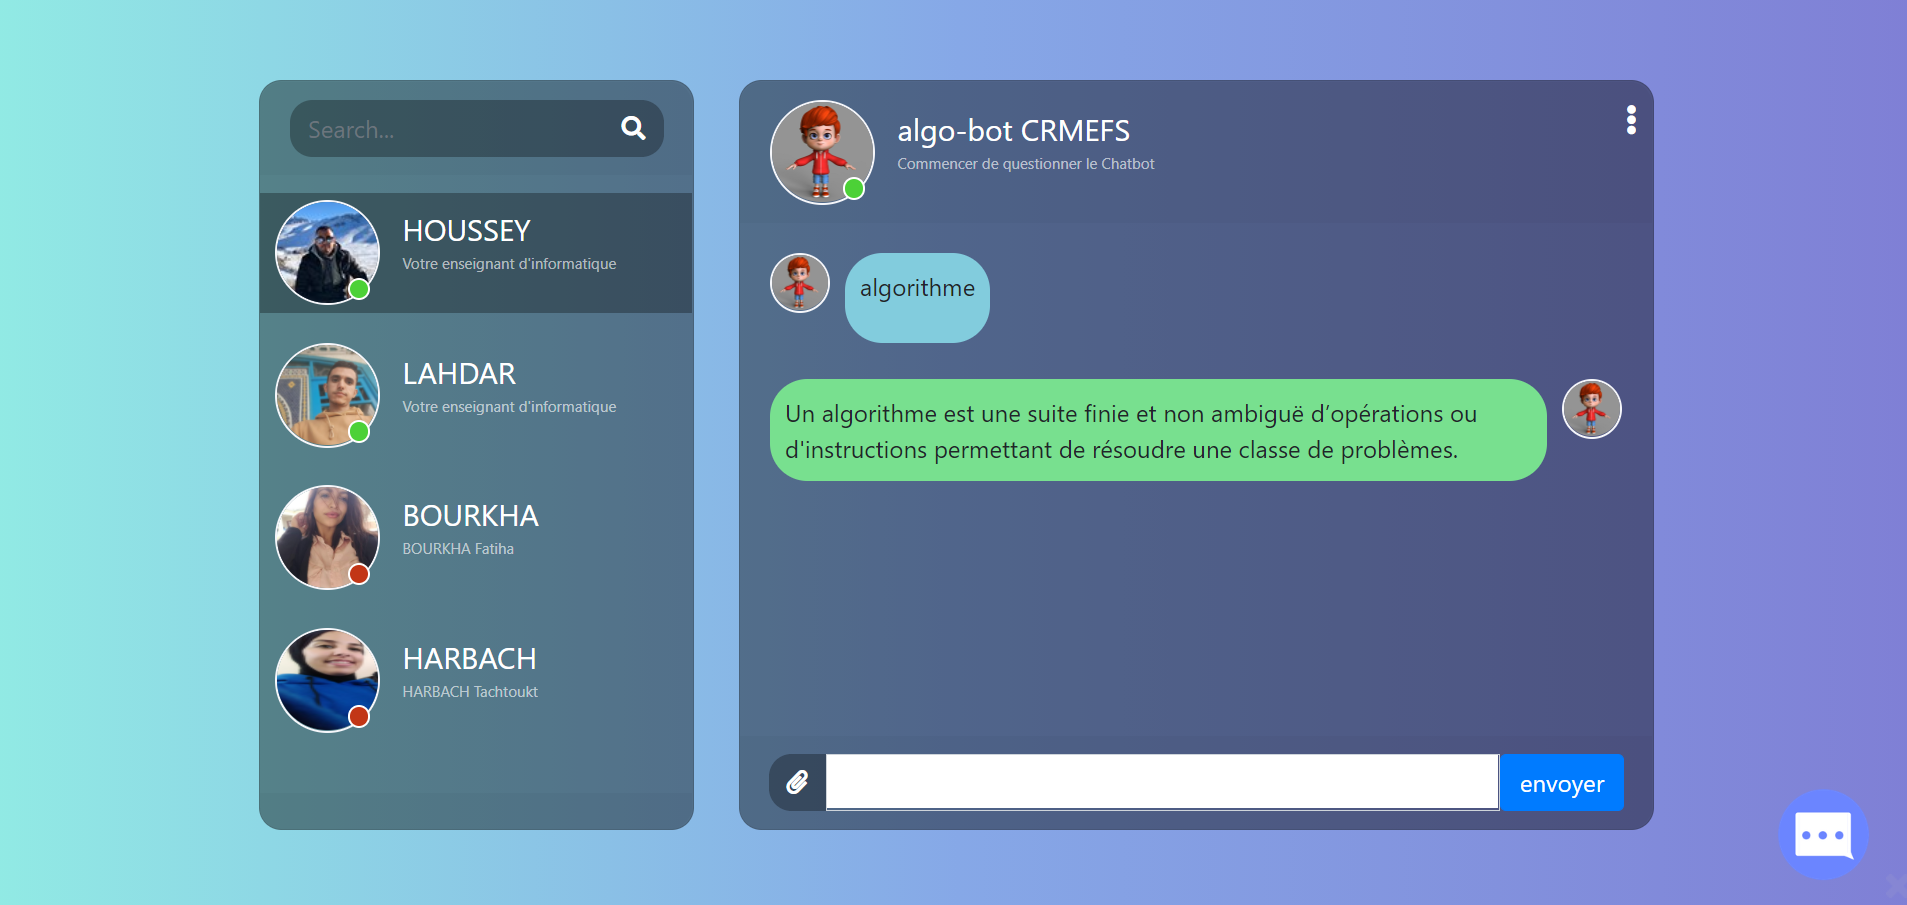 Search...
HOUSSEY
Votre enseignant d'informatique
LAHDAR
Votre enseignant d'informatique
BOURKHA
BOURKHA Fatiha
HARBACH
HARBACH Tachtoukt
algo-bot CRMEFS
Commencer de questionner le Chatbot
algorithme
Un algorithme est une suite finie et non ambiguë d’opérations ou
d'instructions permettant de résoudre une classe de problèmes.
envoyer